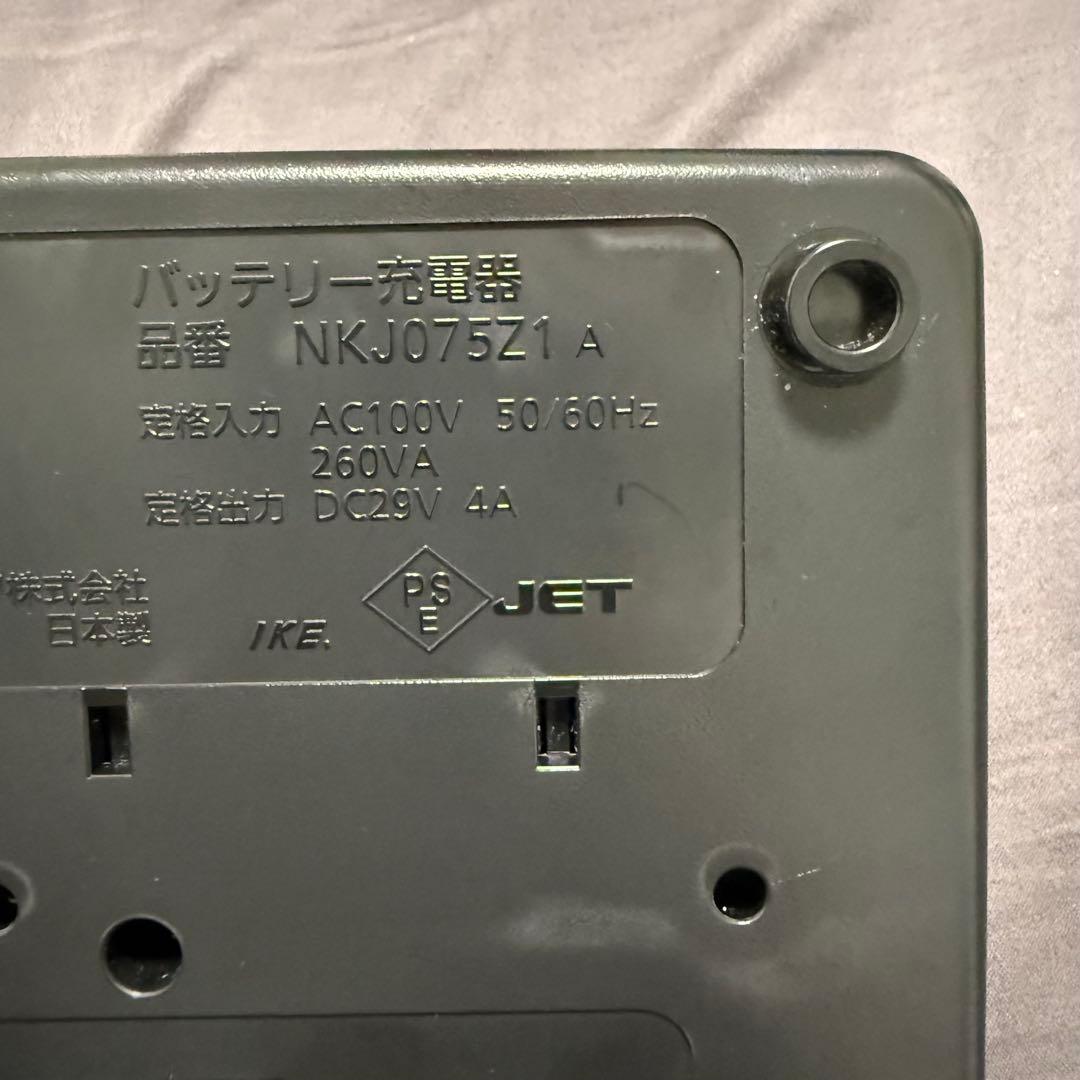 バッテリー充電器
品番 NKJ075Z1 A
定格入力 AC100V 50/60Hz
260VA
定格出力 DC29V 4A
株式会社
日本製
IKE.
PS
E
JET